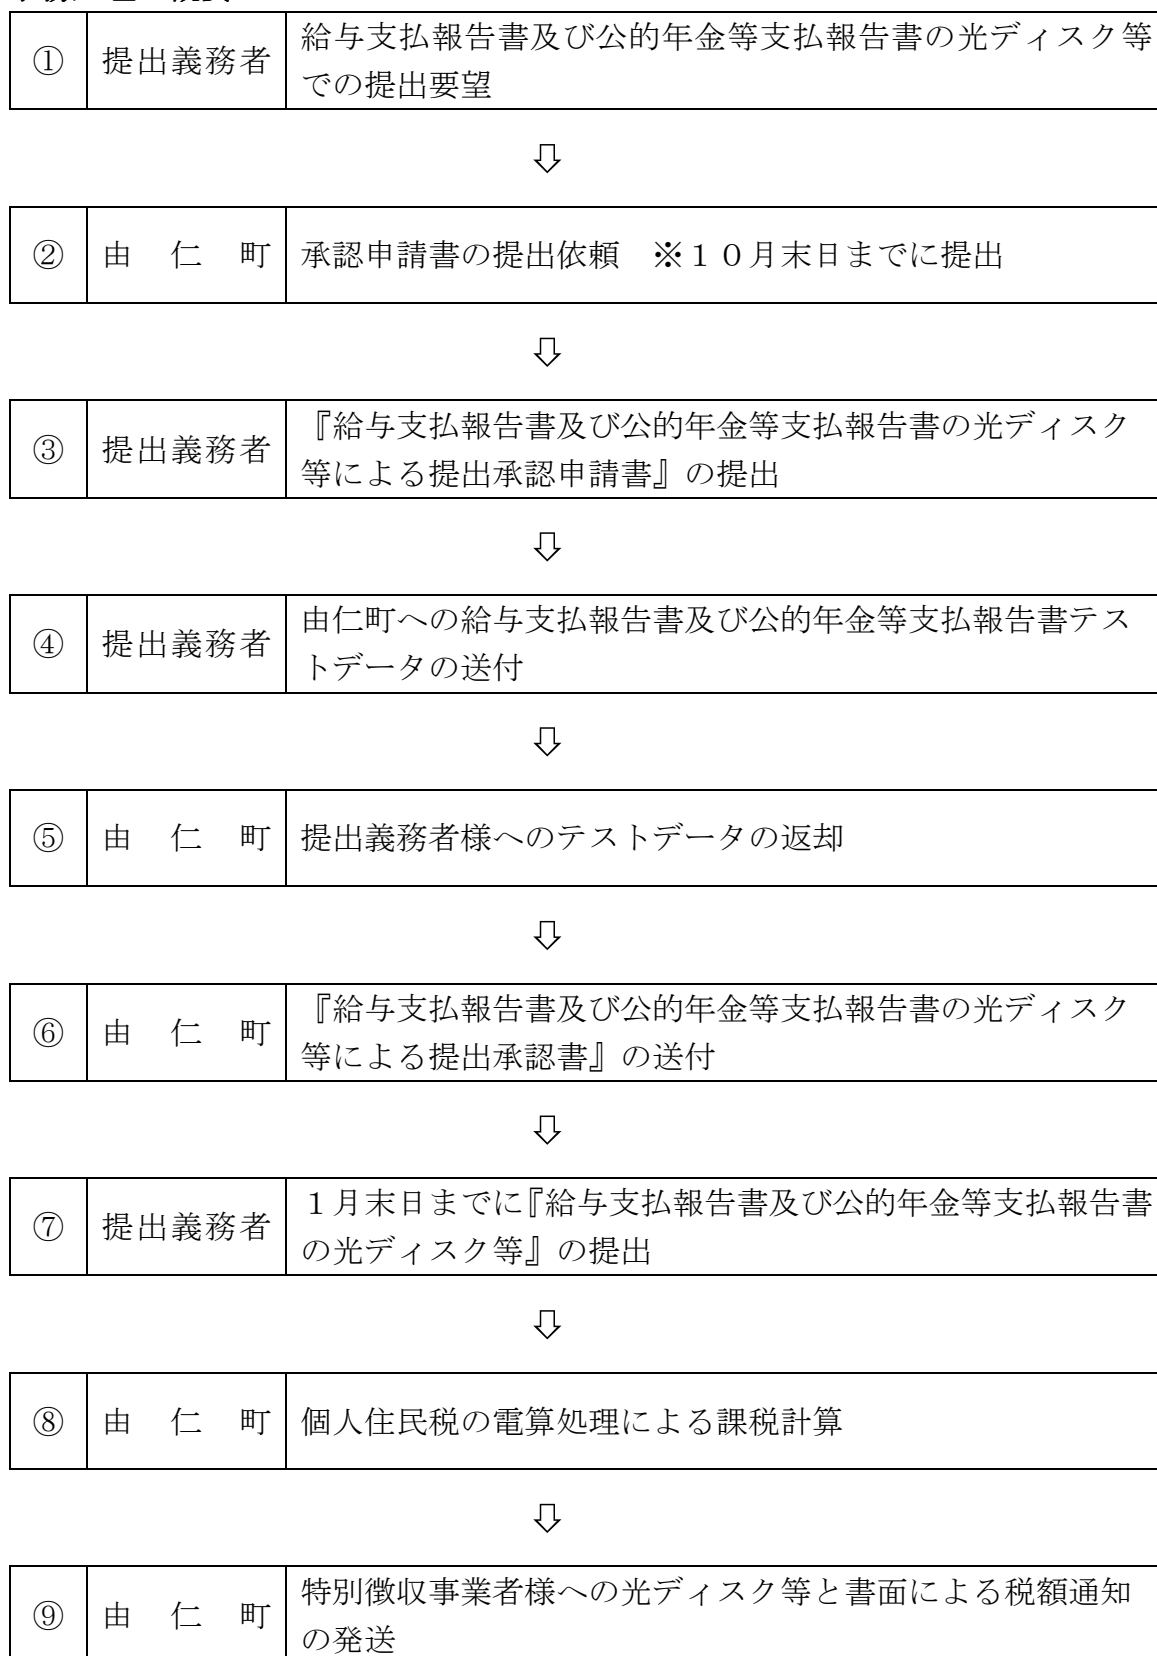 ① 提出義務者 給与支払報告書及び公的年金等支払報告書の光ディスク等
での提出要望
⇩
② 由　仁　町 承認申請書の提出依頼　※１０月末日までに提出
⇩
③ 提出義務者 『給与支払報告書及び公的年金等支払報告書の光ディスク
等による提出承認申請書』の提出
⇩
④ 提出義務者 由仁町への給与支払報告書及び公的年金等支払報告書テス
トデータの送付
⇩
⑤ 由　仁　町 提出義務者様へのテストデータの返却
⇩
⑥ 由　仁　町 『給与支払報告書及び公的年金等支払報告書の光ディスク
等による提出承認書』の送付
⇩
⑦ 提出義務者 １月末日までに『給与支払報告書及び公的年金等支払報告書
の光ディスク等』の提出
⇩
⑧ 由　仁　町 個人住民税の電算処理による課税計算
⇩
⑨ 由　仁　町 特別徴収事業者様への光ディスク等と書面による税額通知
の発送